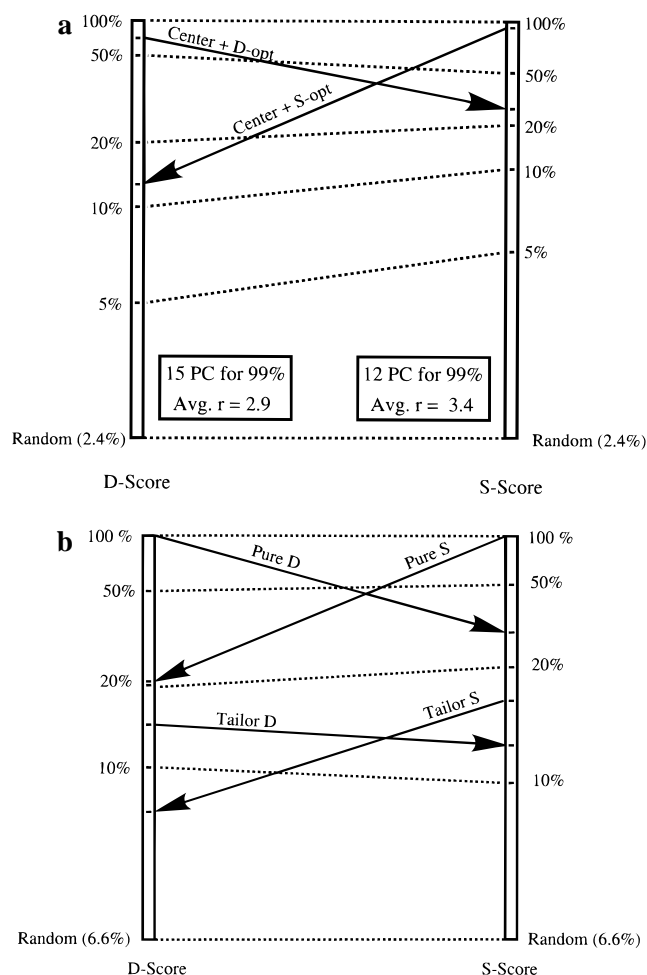 a
100%
100%
Center + D-opt
50%
50%
Center + S-opt
20%
20%
10%
10%
5%
5%
15 PC for 99%
Avg. r = 2.9
12 PC for 99%
Avg. r = 3.4
Random (2.4%)
Random (2.4%)
D-Score
S-Score
b
100 %
100 %
Pure D
Pure S
50%
50%
20%
20%
Tailor D
Tailor S
10%
10%
Random (6.6%)
Random (6.6%)
D-Score
S-Score